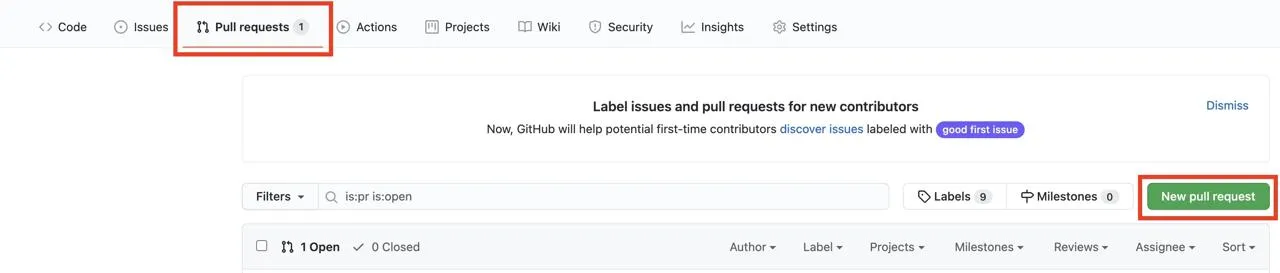 Code Issues Pull requests 1 Actions Projects Wiki Security Insights Settings
Label issues and pull requests for new contributors Dismiss
Now, GitHub will help potential first-time contributors discover issues labeled with good first issue
Filters is:pr is:open Labels 9 Milestones 0 New pull request
1 Open 0 Closed Author Label Projects Milestones Reviews Assignee Sort